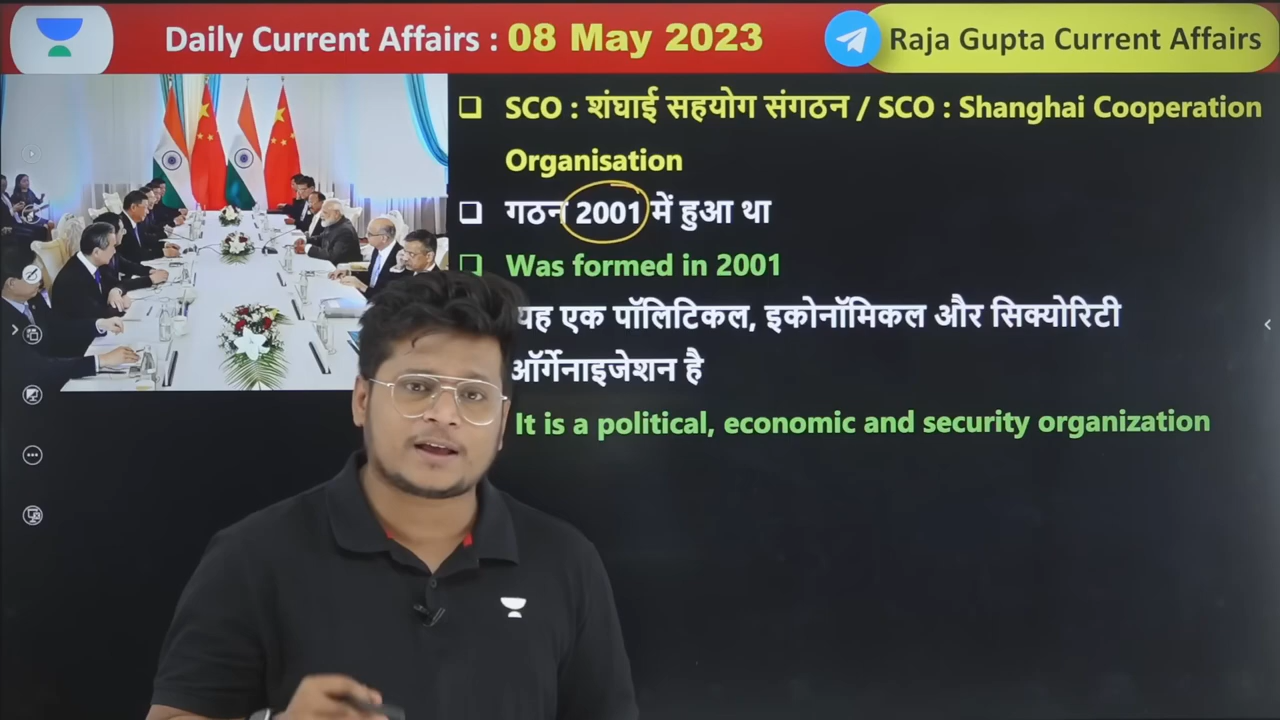 Daily Current Affairs : 08 May 2023
Raja Gupta Current Affairs
SCO : शंघाई सहयोग संगठन / SCO : Shanghai Cooperation
Organisation
गठन 2001 में हुआ था
Was formed in 2001
यह एक पॉलिटिकल, इकोनॉमिकल और सिक्योरिटी
ऑर्गेनाइजेशन है
It is a political, economic and security organization